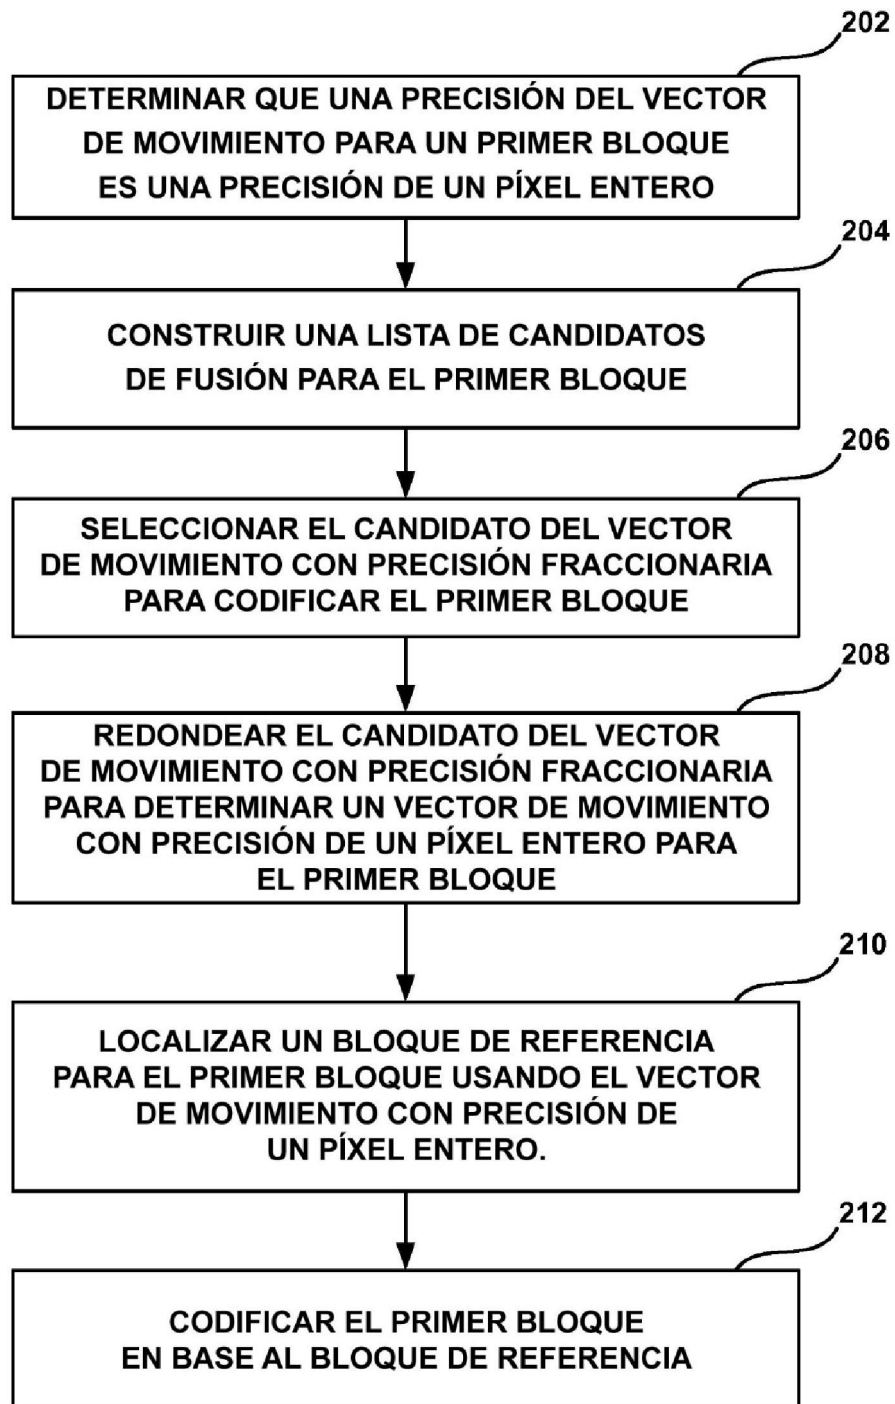 202
DETERMINAR QUE UNA PRECISIÓN DEL VECTOR
DE MOVIMIENTO PARA UN PRIMER BLOQUE
ES UNA PRECISIÓN DE UN PÍXEL ENTERO
204
CONSTRUIR UNA LISTA DE CANDIDATOS
DE FUSIÓN PARA EL PRIMER BLOQUE
206
SELECCIONAR EL CANDIDATO DEL VECTOR
DE MOVIMIENTO CON PRECISIÓN FRACCIONARIA
PARA CODIFICAR EL PRIMER BLOQUE
208
REDONDEAR EL CANDIDATO DEL VECTOR
DE MOVIMIENTO CON PRECISIÓN FRACCIONARIA
PARA DETERMINAR UN VECTOR DE MOVIMIENTO
CON PRECISIÓN DE UN PÍXEL ENTERO PARA
EL PRIMER BLOQUE
210
LOCALIZAR UN BLOQUE DE REFERENCIA
PARA EL PRIMER BLOQUE USANDO EL VECTOR
DE MOVIMIENTO CON PRECISIÓN DE
UN PÍXEL ENTERO.
212
CODIFICAR EL PRIMER BLOQUE
EN BASE AL BLOQUE DE REFERENCIA